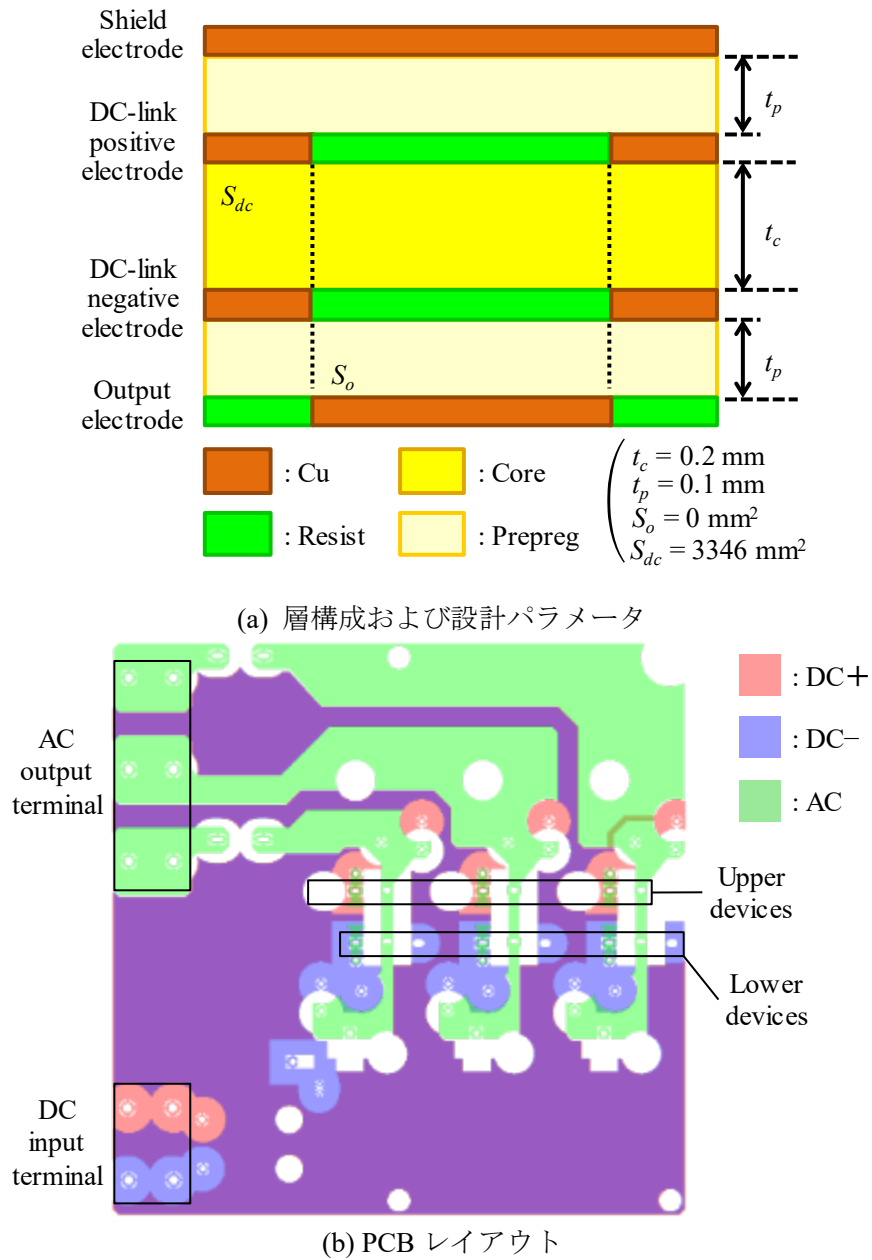 Shield
electrode
DC-link
positive
electrode
DC-link
negative
electrode
Output
electrode
S_dc
S_o
t_p
t_c
t_p
: Cu
: Core
: Resist
: Prepreg
t_c = 0.2 mm
t_p = 0.1 mm
S_o = 0 mm²
S_dc = 3346 mm²
(a) 層構成および設計パラメータ
AC
output
terminal
DC
input
terminal
: DC+
: DC−
: AC
Upper
devices
Lower
devices
(b) PCB レイアウト